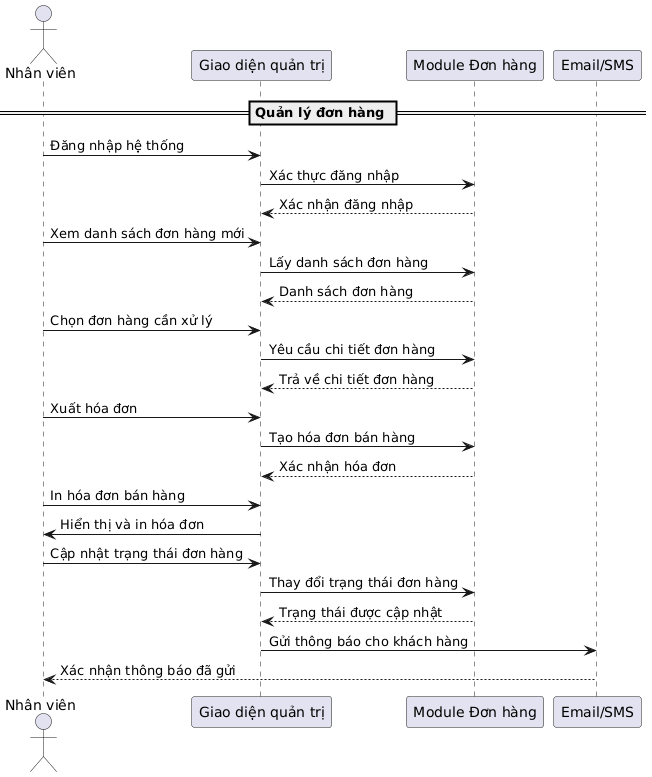 Nhân viên
Giao diện quản trị
Module Đơn hàng
Email/SMS
Quản lý đơn hàng
Đăng nhập hệ thống
Xác thực đăng nhập
Xác nhận đăng nhập
Xem danh sách đơn hàng mới
Lấy danh sách đơn hàng
Danh sách đơn hàng
Chọn đơn hàng cần xử lý
Yêu cầu chi tiết đơn hàng
Trả về chi tiết đơn hàng
Xuất hóa đơn
Tạo hóa đơn bán hàng
Xác nhận hóa đơn
In hóa đơn bán hàng
Hiển thị và in hóa đơn
Cập nhật trạng thái đơn hàng
Thay đổi trạng thái đơn hàng
Trạng thái được cập nhật
Gửi thông báo cho khách hàng
Xác nhận thông báo đã gửi
Nhân viên
Giao diện quản trị
Module Đơn hàng
Email/SMS